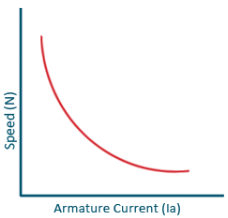 Speed (N)
Armature Current (Ia)